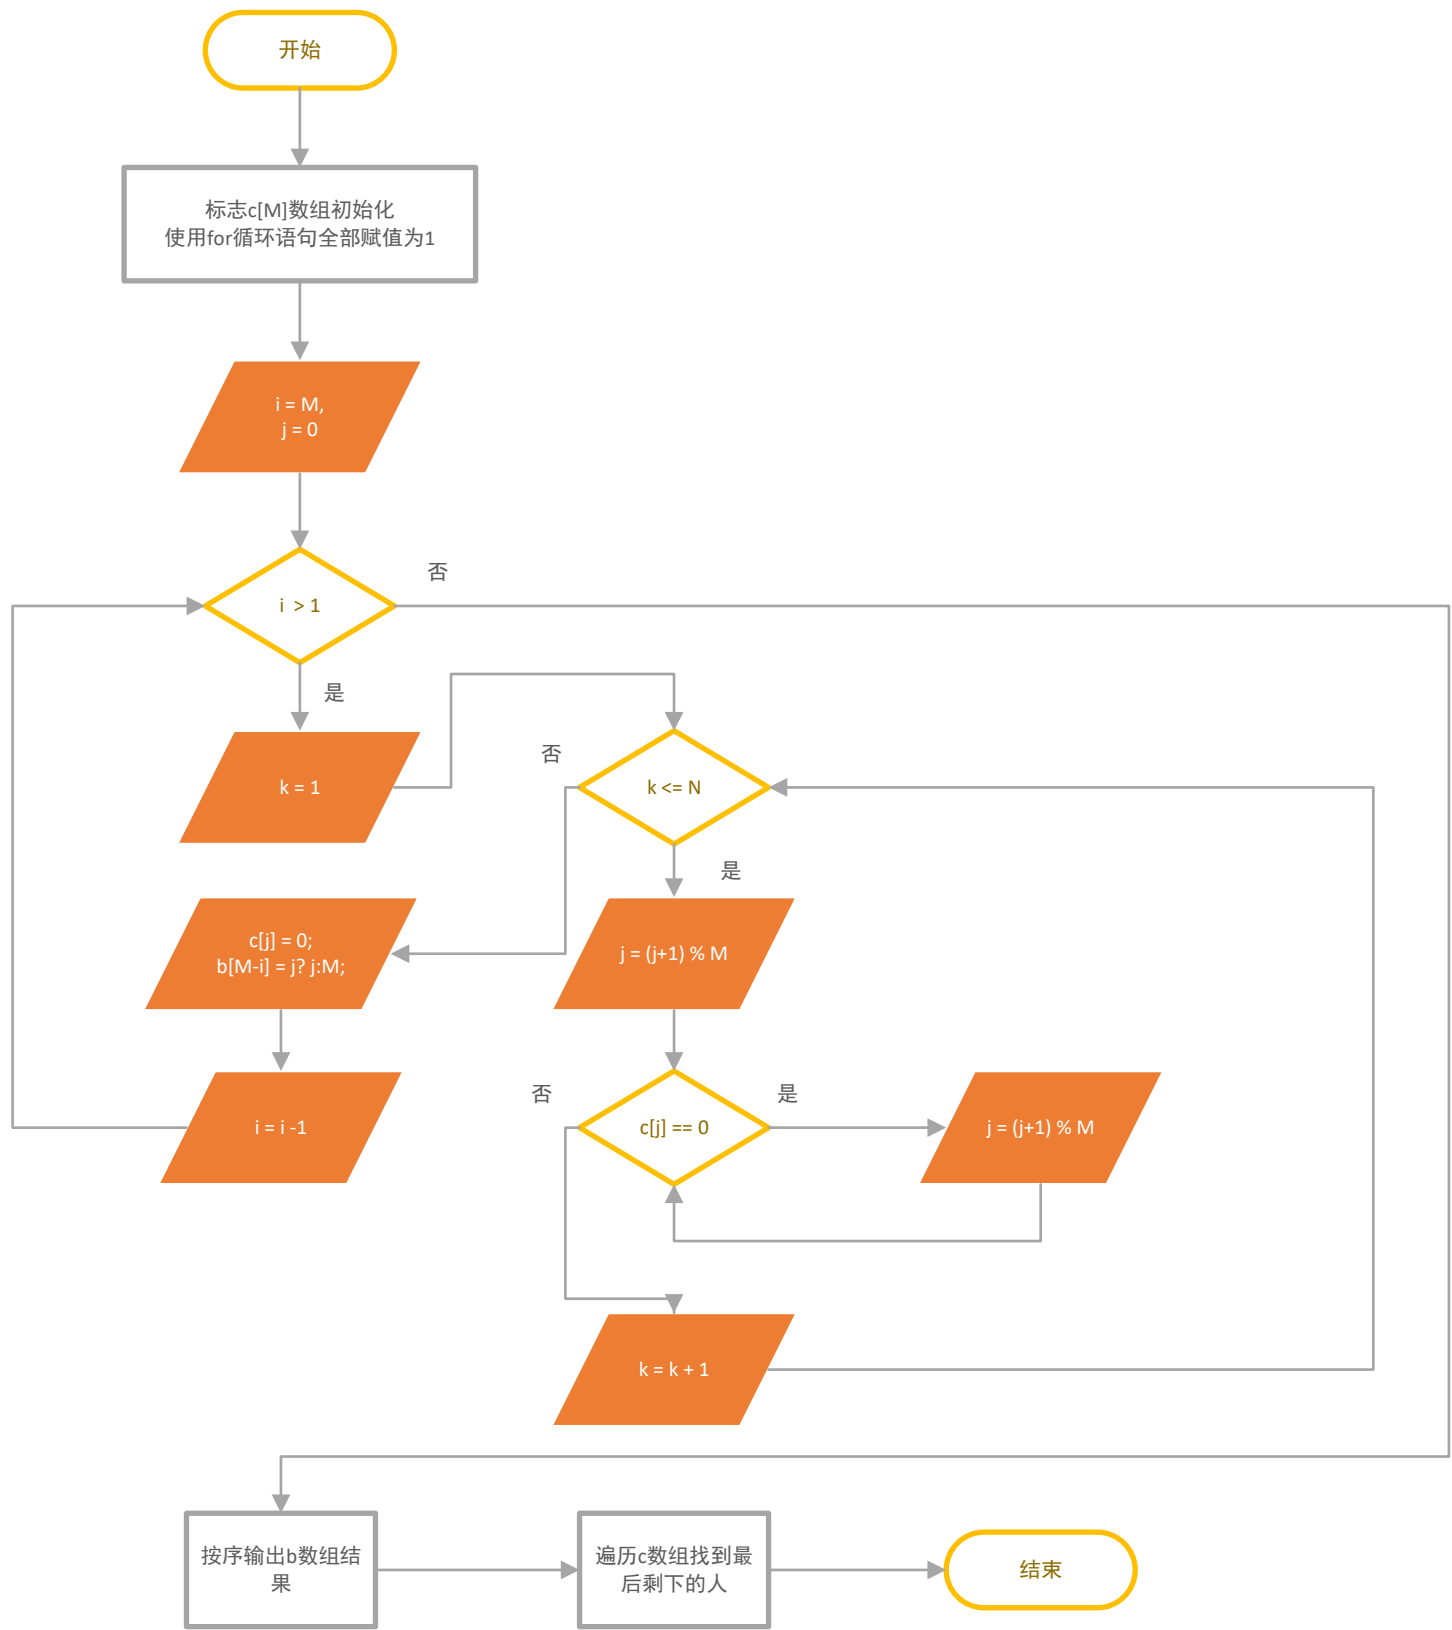 开始
标志c[M]数组初始化
使用for循环语句全部赋值为1
i = M,
j = 0
i  > 1
否
是
k = 1
否
k <= N
是
c[j] = 0;
b[M-i] = j? j:M;
j = (j+1) % M
i = i -1
否
c[j] == 0
是
j = (j+1) % M
k = k + 1
按序输出b数组结
果
遍历c数组找到最
后剩下的人
结束